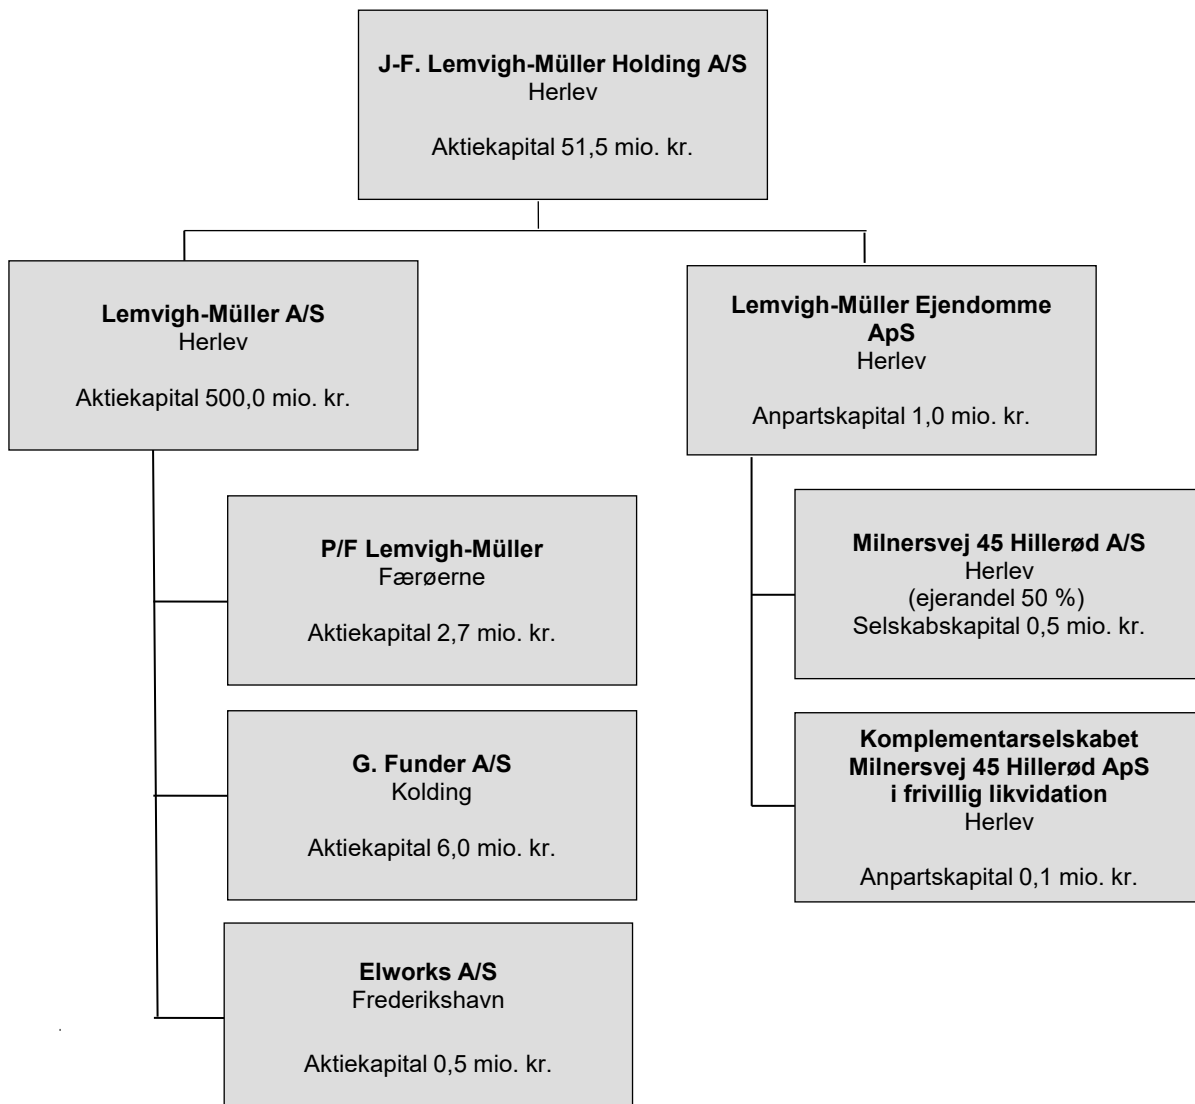 J-F. Lemvigh-Müller Holding A/S
Herlev
Aktiekapital 51,5 mio. kr.
Lemvigh-Müller A/S
Herlev
Aktiekapital 500,0 mio. kr.
P/F Lemvigh-Müller
Færøerne
Aktiekapital 2,7 mio. kr.
G. Funder A/S
Kolding
Aktiekapital 6,0 mio. kr.
Elworks A/S
Frederikshavn
Aktiekapital 0,5 mio. kr.
Lemvigh-Müller Ejendomme
ApS
Herlev
Anpartskapital 1,0 mio. kr.
Milnersvej 45 Hillerød A/S
Herlev
(ejerandel 50 %)
Selskabskapital 0,5 mio. kr.
Komplementarselskabet
Milnersvej 45 Hillerød ApS
i frivillig likvidation
Herlev
Anpartskapital 0,1 mio. kr.